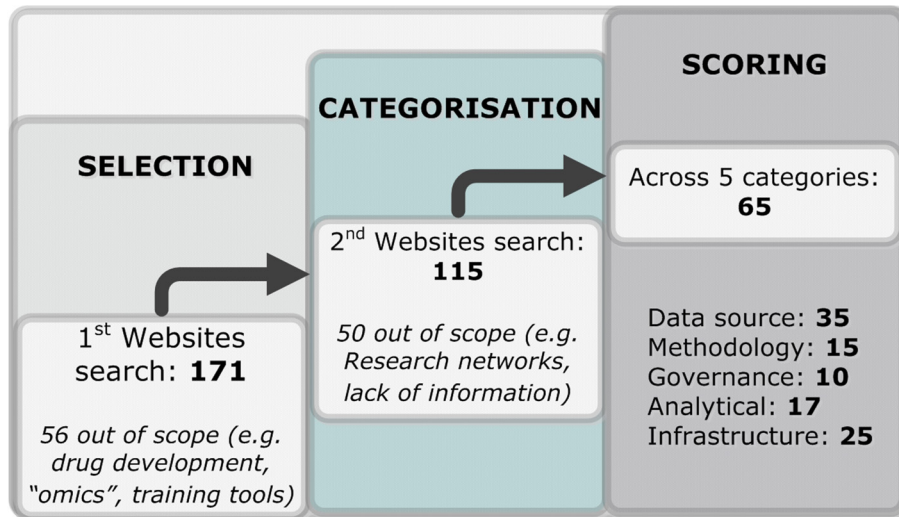 SELECTION
1st Websites
search: 171
56 out of scope (e.g.
drug development,
“omics”, training tools)
CATEGORISATION
2nd Websites search:
115
50 out of scope (e.g.
Research networks,
lack of information)
SCORING
Across 5 categories:
65
Data source: 35
Methodology: 15
Governance: 10
Analytical: 17
Infrastructure: 25